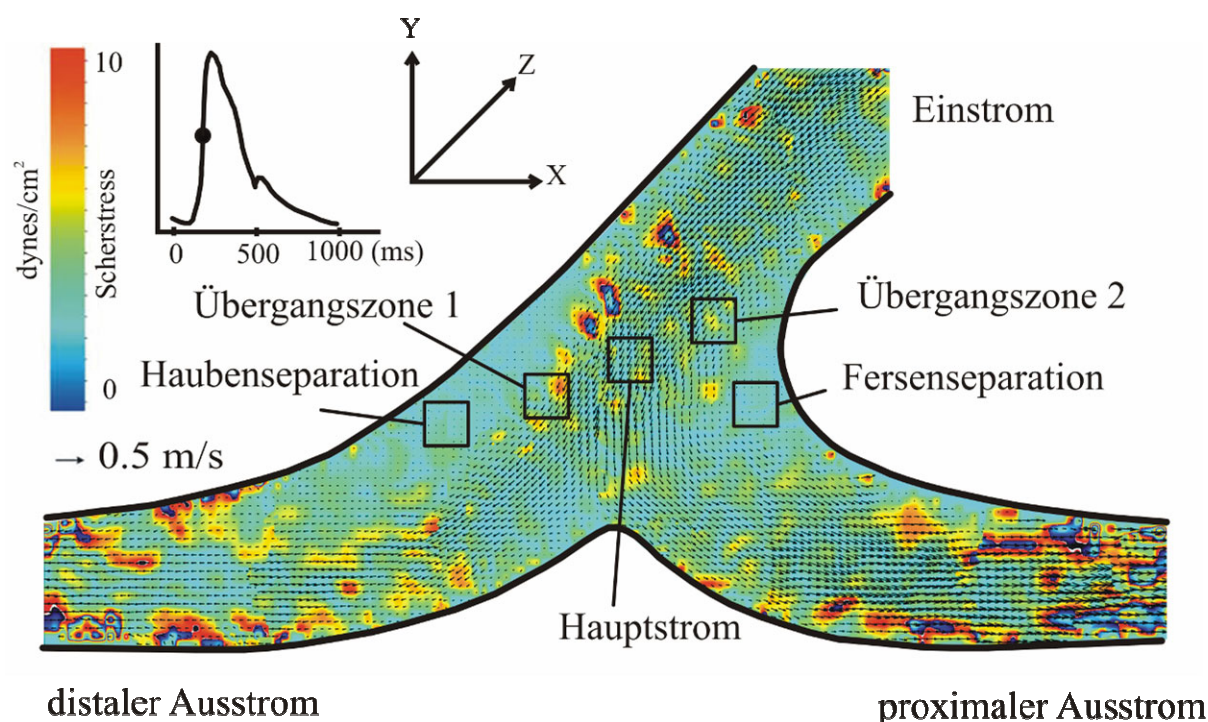 Y
10
Z
Einstrom
X
dynes/cm²
Scherstress
0
500
1000 (ms)
Übergangszone 1
Übergangszone 2
Haubenseparation
Fersenseparation
0
0.5 m/s
Hauptstrom
distaler Ausstrom
proximaler Ausstrom